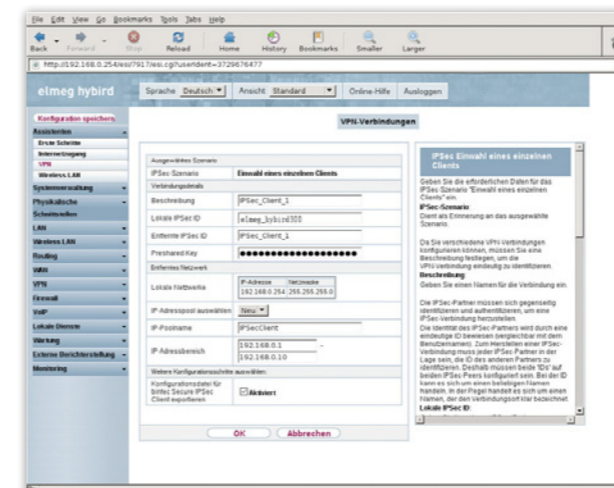 File Edit View Go Bookmarks Tools Tabs Help
Back Forward Stop Reload Home History Bookmarks Smaller Larger
http://192.168.0.254/esi/7917/esi.cgi?userident=3729676477
elmeg hybird Sprache Deutsch Ansicht Standard Online-Hilfe Ausloggen
Konfiguration speichern
Assistenten
Erste Schritte
Internetzugang
VPN
Wireless LAN
Systemverwaltung
Physikalische Schnittstellen
LAN
Wireless LAN
Routing
WAN
VPN
Firewall
VoIP
Lokale Dienste
Wartung
Externe Berichterstellung
Monitoring
VPN-Verbindungen
Ausgewähltes Szenario
IPSec-Szenario Einwahl eines einzelnen Clients
Verbindungsdetails
Beschreibung IPSec_Client_1
Lokale IPSec ID elmeg_hybird300
Entfernte IPSec ID IPSec_Client_1
Preshared Key
Entferntes Netzwerk
Lokale Netzwerke
IP-Adresse Netzmaske
192.168.0.254 255.255.255.0
IP-Adresspool auswählen Neu
IP-Poolname IPSecClient
IP-Adressbereich
192.168.0.1 -
192.168.0.10
Weitere Konfigurationsschritte auswählen:
Konfigurationsdatei für
bintec Secure IPSec
Client exportieren
Aktiviert
OK Abbrechen
IPSec Einwahl eines einzelnen
Clients
Geben Sie die erforderlichen Daten für das
IPSec-Szenario "Einwahl eines einzelnen
Clients" ein.
IPSec-Szenario:
Dient als Erinnerung an das ausgewählte
Szenario.
Da Sie verschiedene VPN-Verbindungen
konfigurieren können, müssen Sie eine
Beschreibung festlegen, um die
VPN-Verbindung eindeutig zu identifizieren.
Beschreibung:
Geben Sie einen Namen für die Verbindung ein.
Die IPSec-Partner müssen sich gegenseitig
identifizieren und authentifizieren, um eine
IPSec-Verbindung herzustellen.
Die Identität des IPSec-Partners wird durch eine
eindeutige ID bewiesen (vergleichbar mit dem
Benutzernamen). Zum Herstellen einer IPSec-
Verbindung muss jeder IPSec-Partner in der
Lage sein, die ID des anderen Partners zu
identifizieren. Deshalb müssen beide 'IDs' auf
beiden IPSec-Peers konfiguriert sein. Bei der ID
kann es sich um einen beliebigen Namen
handeln. In der Regel handelt es sich um einen
Namen, der den Verbindungsort klar bezeichnet.
Lokale IPSec ID: